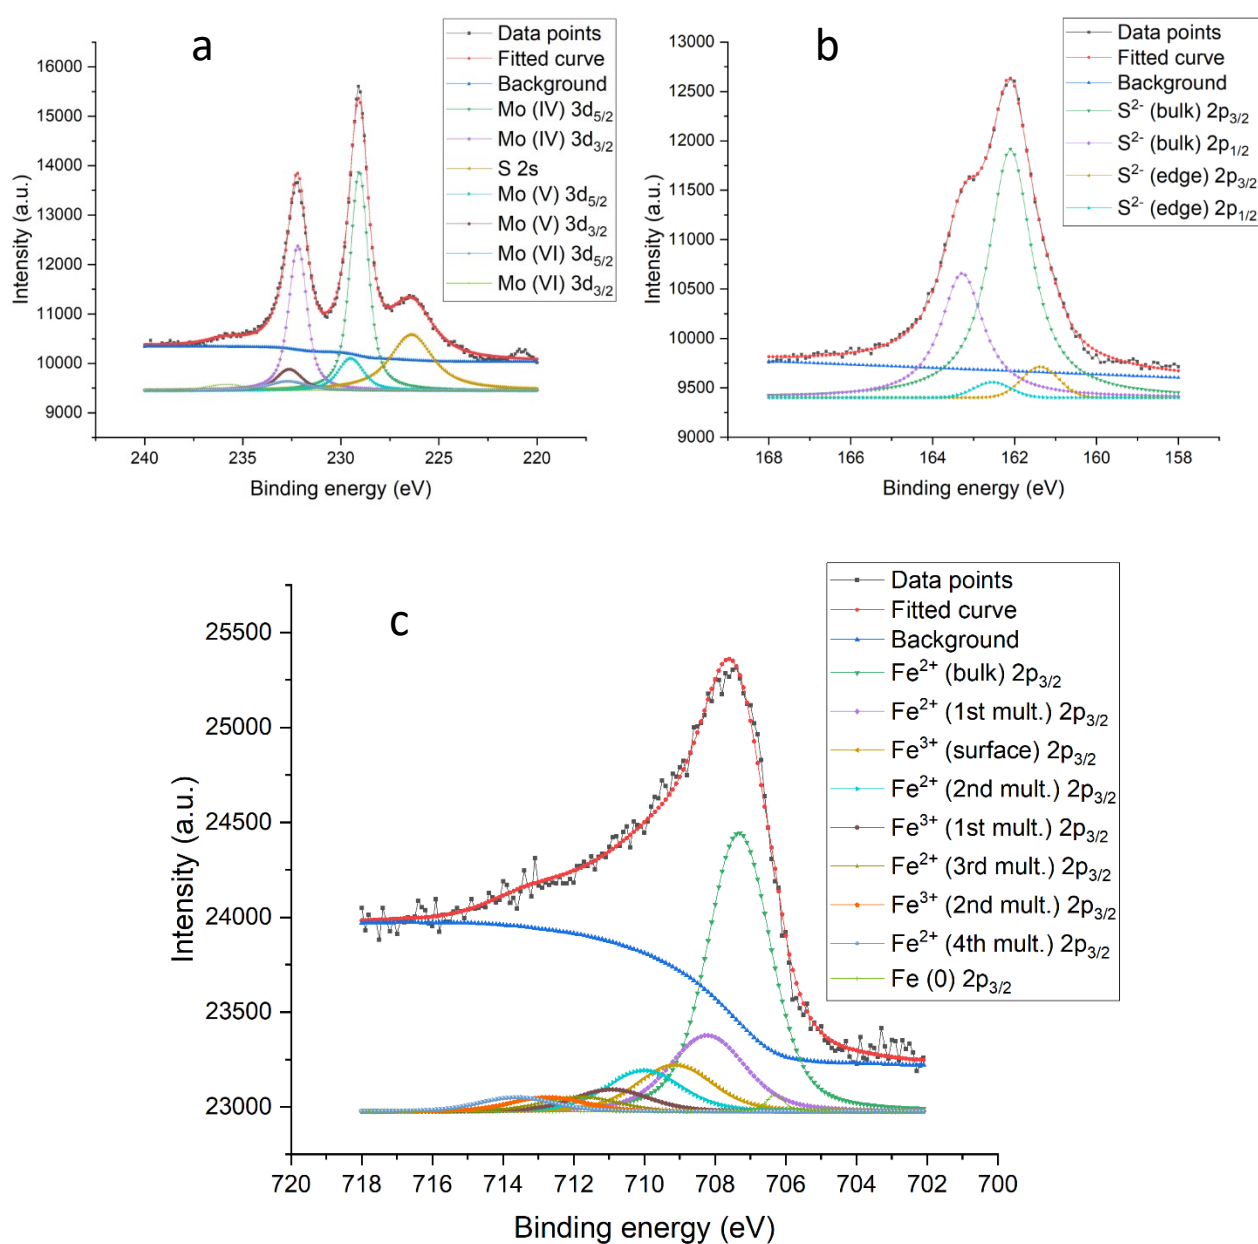 a
Data points
Fitted curve
Background
Mo (IV) 3d5/2
Mo (IV) 3d3/2
S 2s
Mo (V) 3d5/2
Mo (V) 3d3/2
Mo (VI) 3d5/2
Mo (VI) 3d3/2
Intensity (a.u.)
16000
15000
14000
13000
12000
11000
10000
9000
240
235
230
225
220
Binding energy (eV)
b
Data points
Fitted curve
Background
S2- (bulk) 2p3/2
S2- (bulk) 2p1/2
S2- (edge) 2p3/2
S2- (edge) 2p1/2
Intensity (a.u.)
13000
12500
12000
11500
11000
10500
10000
9500
9000
168
166
164
162
160
158
Binding energy (eV)
c
Data points
Fitted curve
Background
Fe2+ (bulk) 2p3/2
Fe2+ (1st mult.) 2p3/2
Fe3+ (surface) 2p3/2
Fe2+ (2nd mult.) 2p3/2
Fe3+ (1st mult.) 2p3/2
Fe2+ (3rd mult.) 2p3/2
Fe3+ (2nd mult.) 2p3/2
Fe2+ (4th mult.) 2p3/2
Fe (0) 2p3/2
Intensity (a.u.)
25500
25000
24500
24000
23500
23000
720
718
716
714
712
710
708
706
704
702
700
Binding energy (eV)